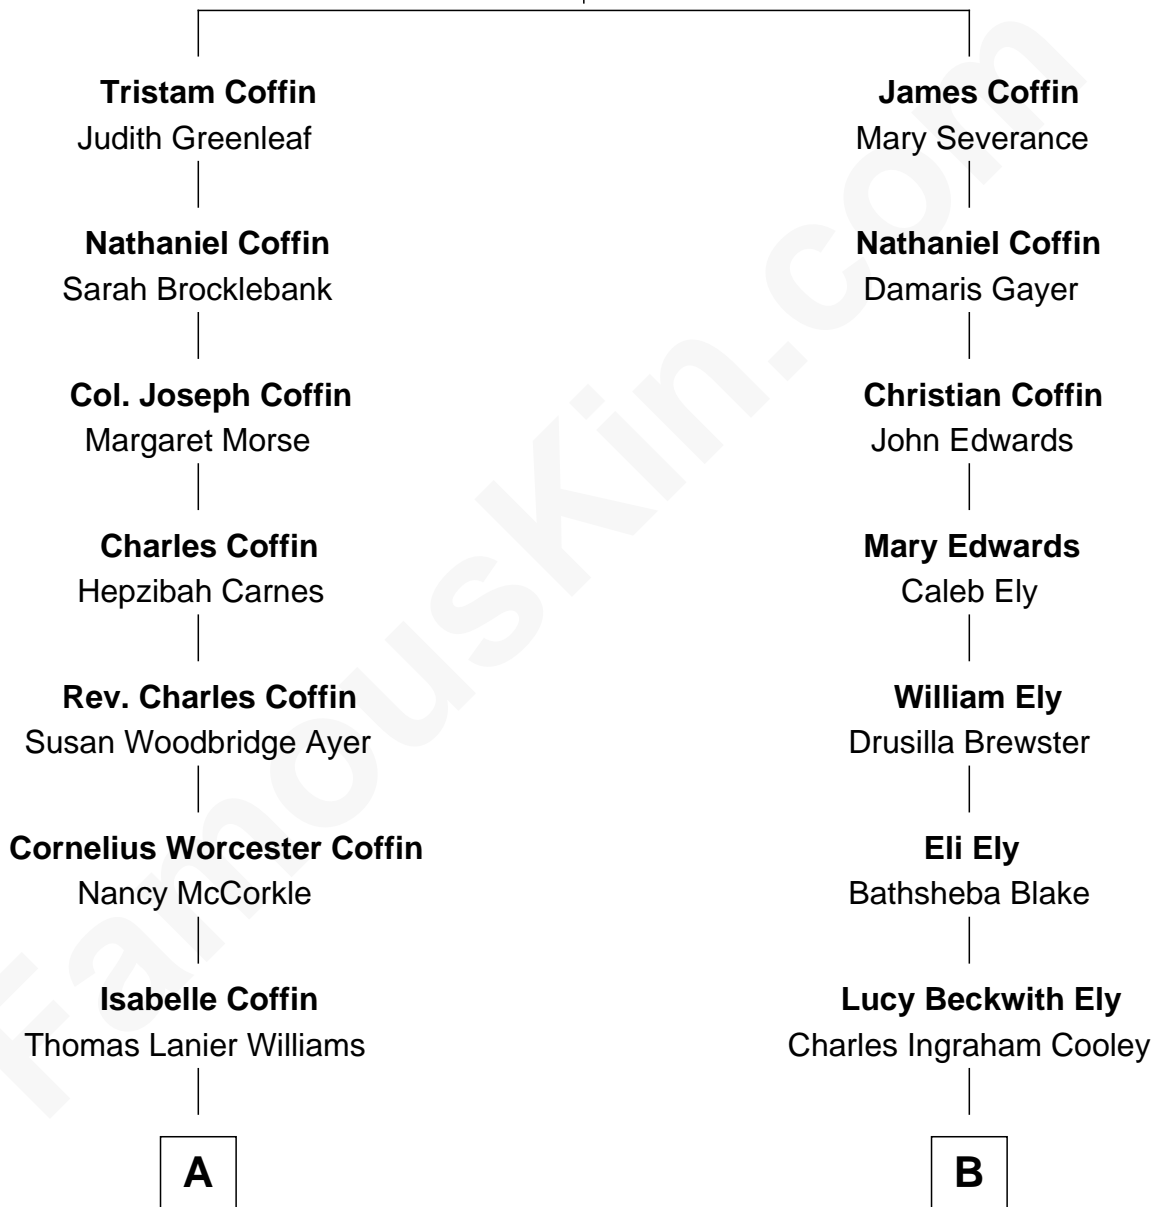 Tristam Coffin
Judith Greenleaf
Nathaniel Coffin
Sarah Brocklebank
Col. Joseph Coffin
Margaret Morse
Charles Coffin
Hepzibah Carnes
Rev. Charles Coffin
Susan Woodbridge Ayer
Cornelius Worcester Coffin
Nancy McCorkle
Isabelle Coffin
Thomas Lanier Williams
A
James Coffin
Mary Severance
Nathaniel Coffin
Damaris Gayer
Christian Coffin
John Edwards
Mary Edwards
Caleb Ely
William Ely
Drusilla Brewster
Eli Ely
Bathsheba Blake
Lucy Beckwith Ely
Charles Ingraham Cooley
B
FamousKin.com